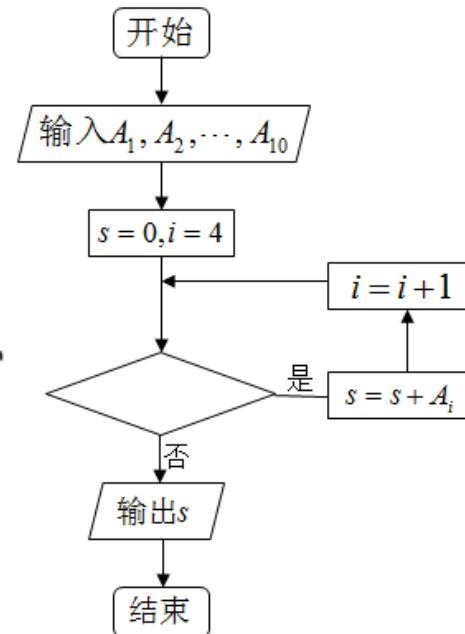 开始
输入A₁, A₂, ⋯, A₁₀
s = 0, i = 4
i = i + 1
是
s = s + Aᵢ
否
输出s
结束